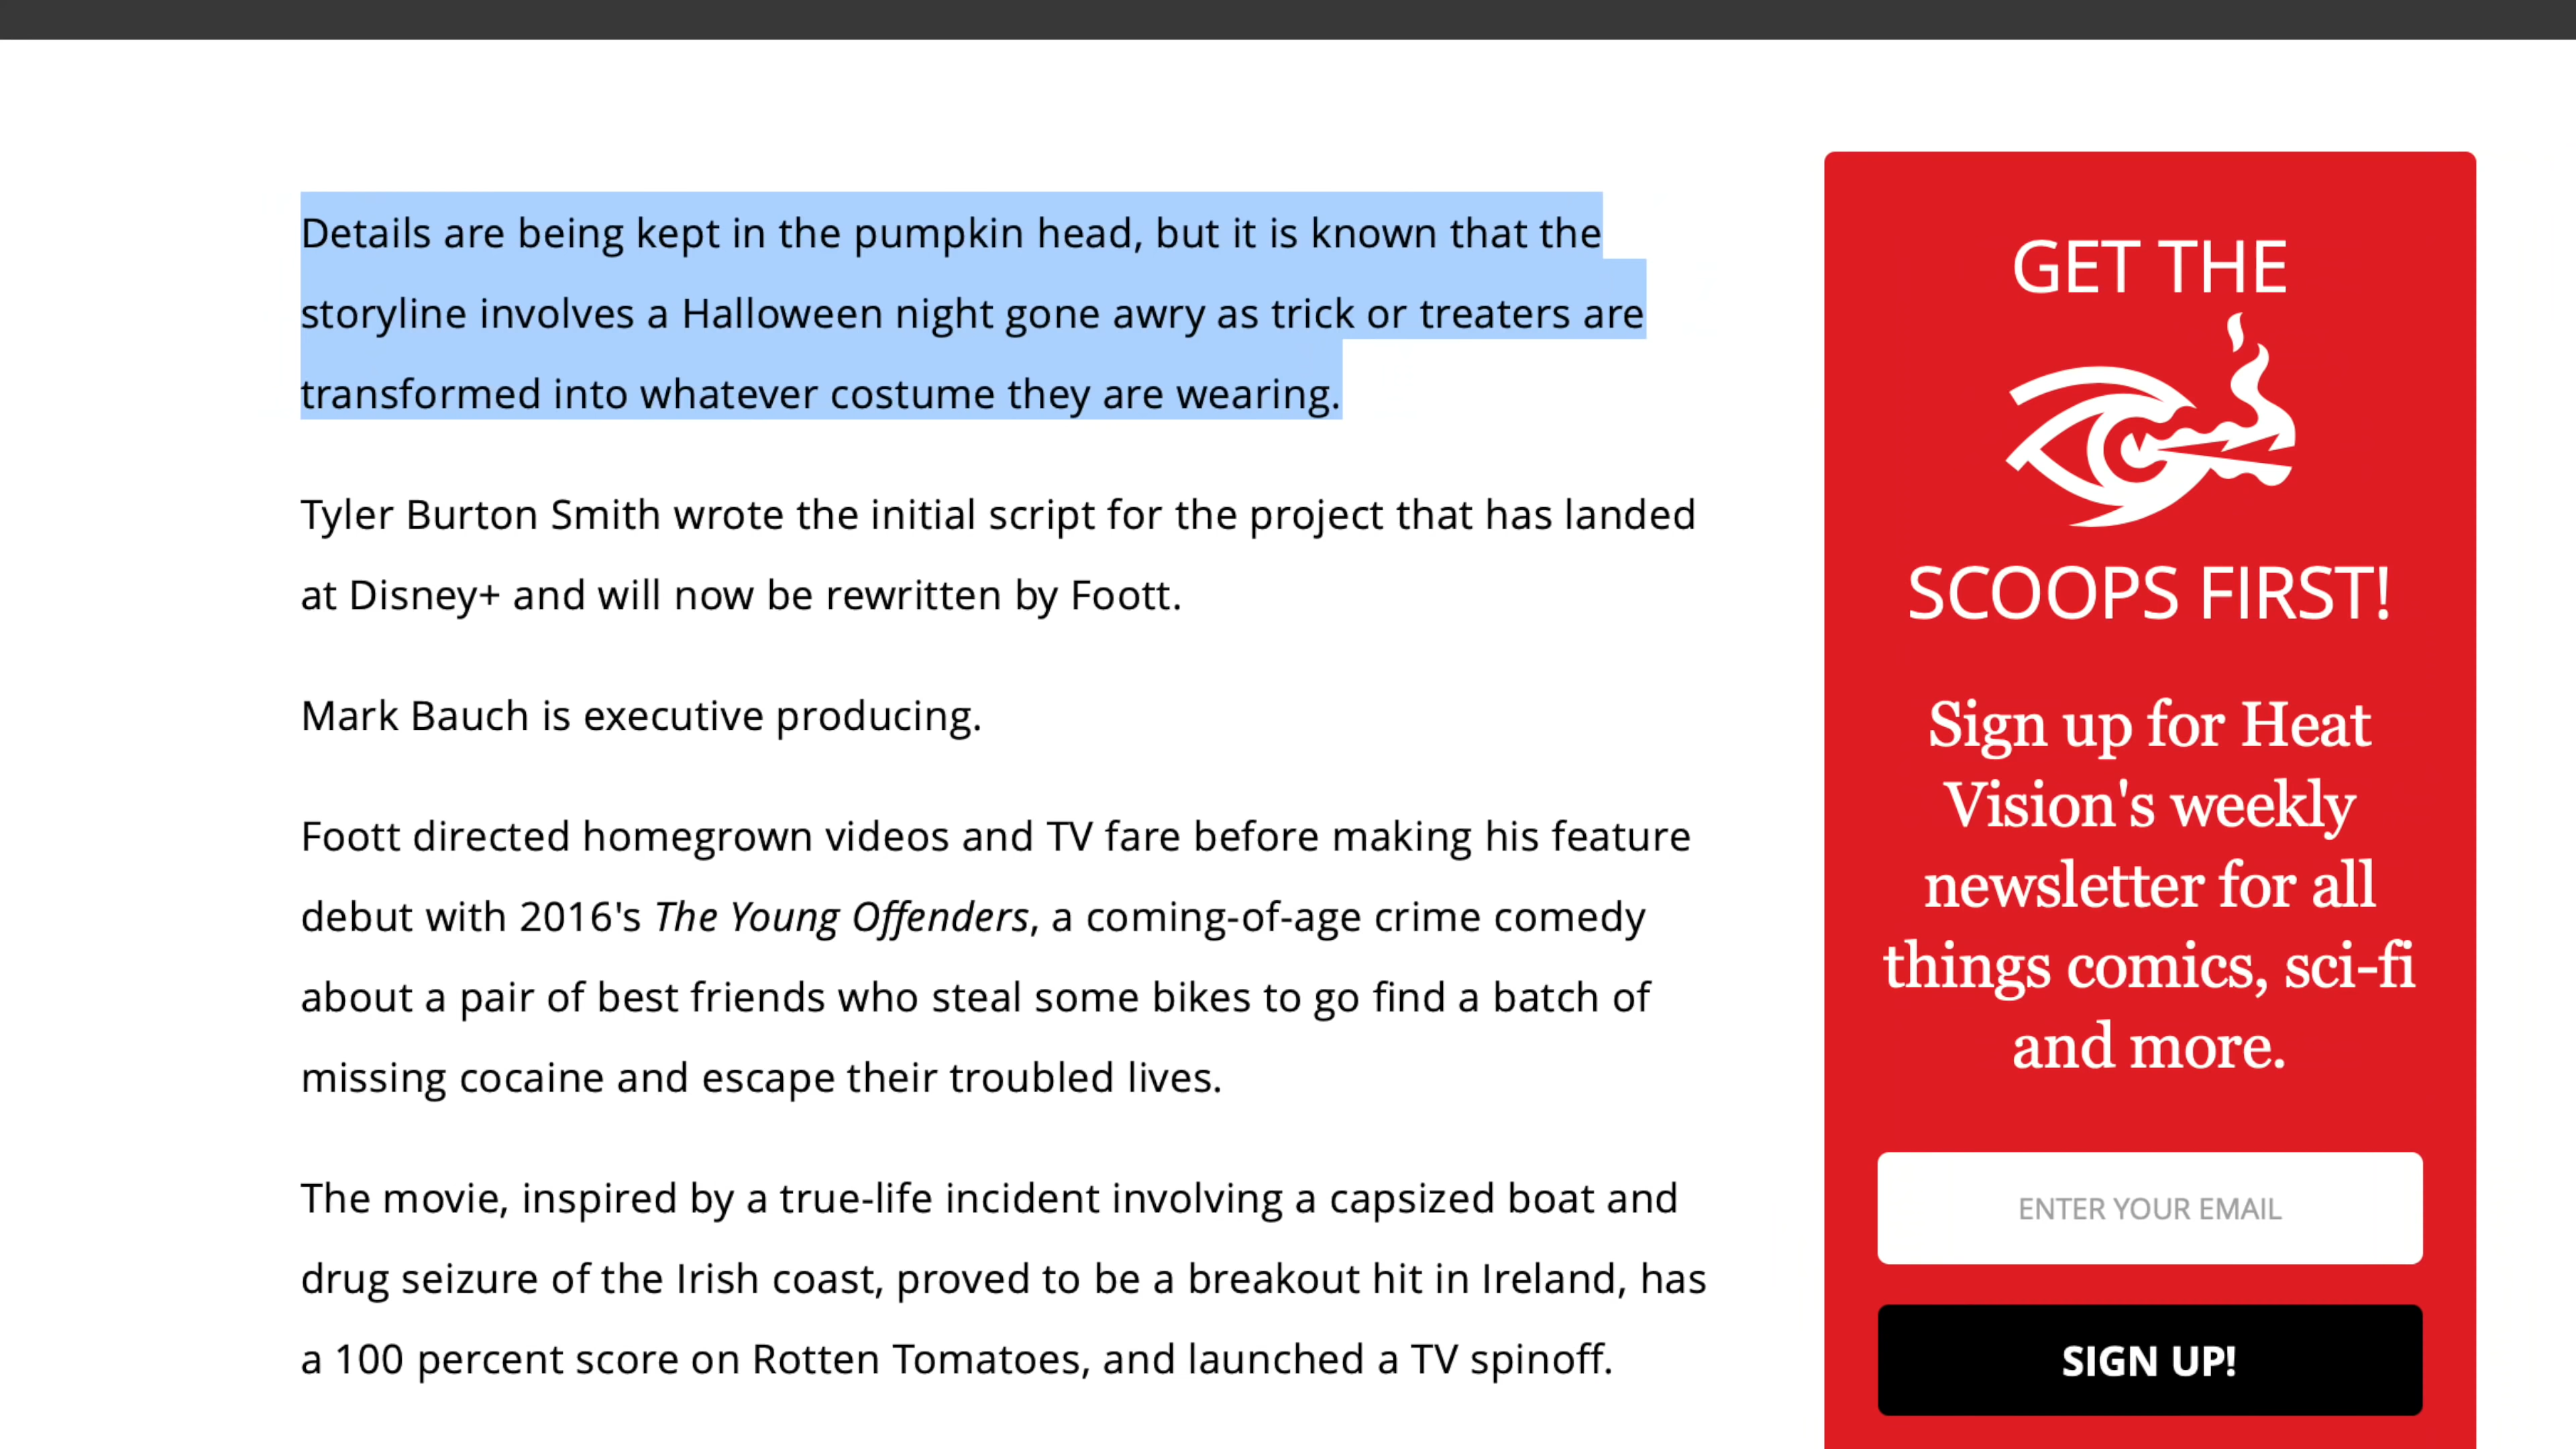 Details are being kept in the pumpkin head, but it is known that the
storyline involves a Halloween night gone awry as trick or treaters are
transformed into whatever costume they are wearing.
Tyler Burton Smith wrote the initial script for the project that has landed
at Disney+ and will now be rewritten by Foott.
Mark Bauch is executive producing.
Foott directed homegrown videos and TV fare before making his feature
debut with 2016's The Young Offenders, a coming-of-age crime comedy
about a pair of best friends who steal some bikes to go find a batch of
missing cocaine and escape their troubled lives.
The movie, inspired by a true-life incident involving a capsized boat and
drug seizure of the Irish coast, proved to be a breakout hit in Ireland, has
a 100 percent score on Rotten Tomatoes, and launched a TV spinoff.
GET THE
SCOOPS FIRST!
Sign up for Heat
Vision's weekly
newsletter for all
things comics, sci-fi
and more.
ENTER YOUR EMAIL
SIGN UP!